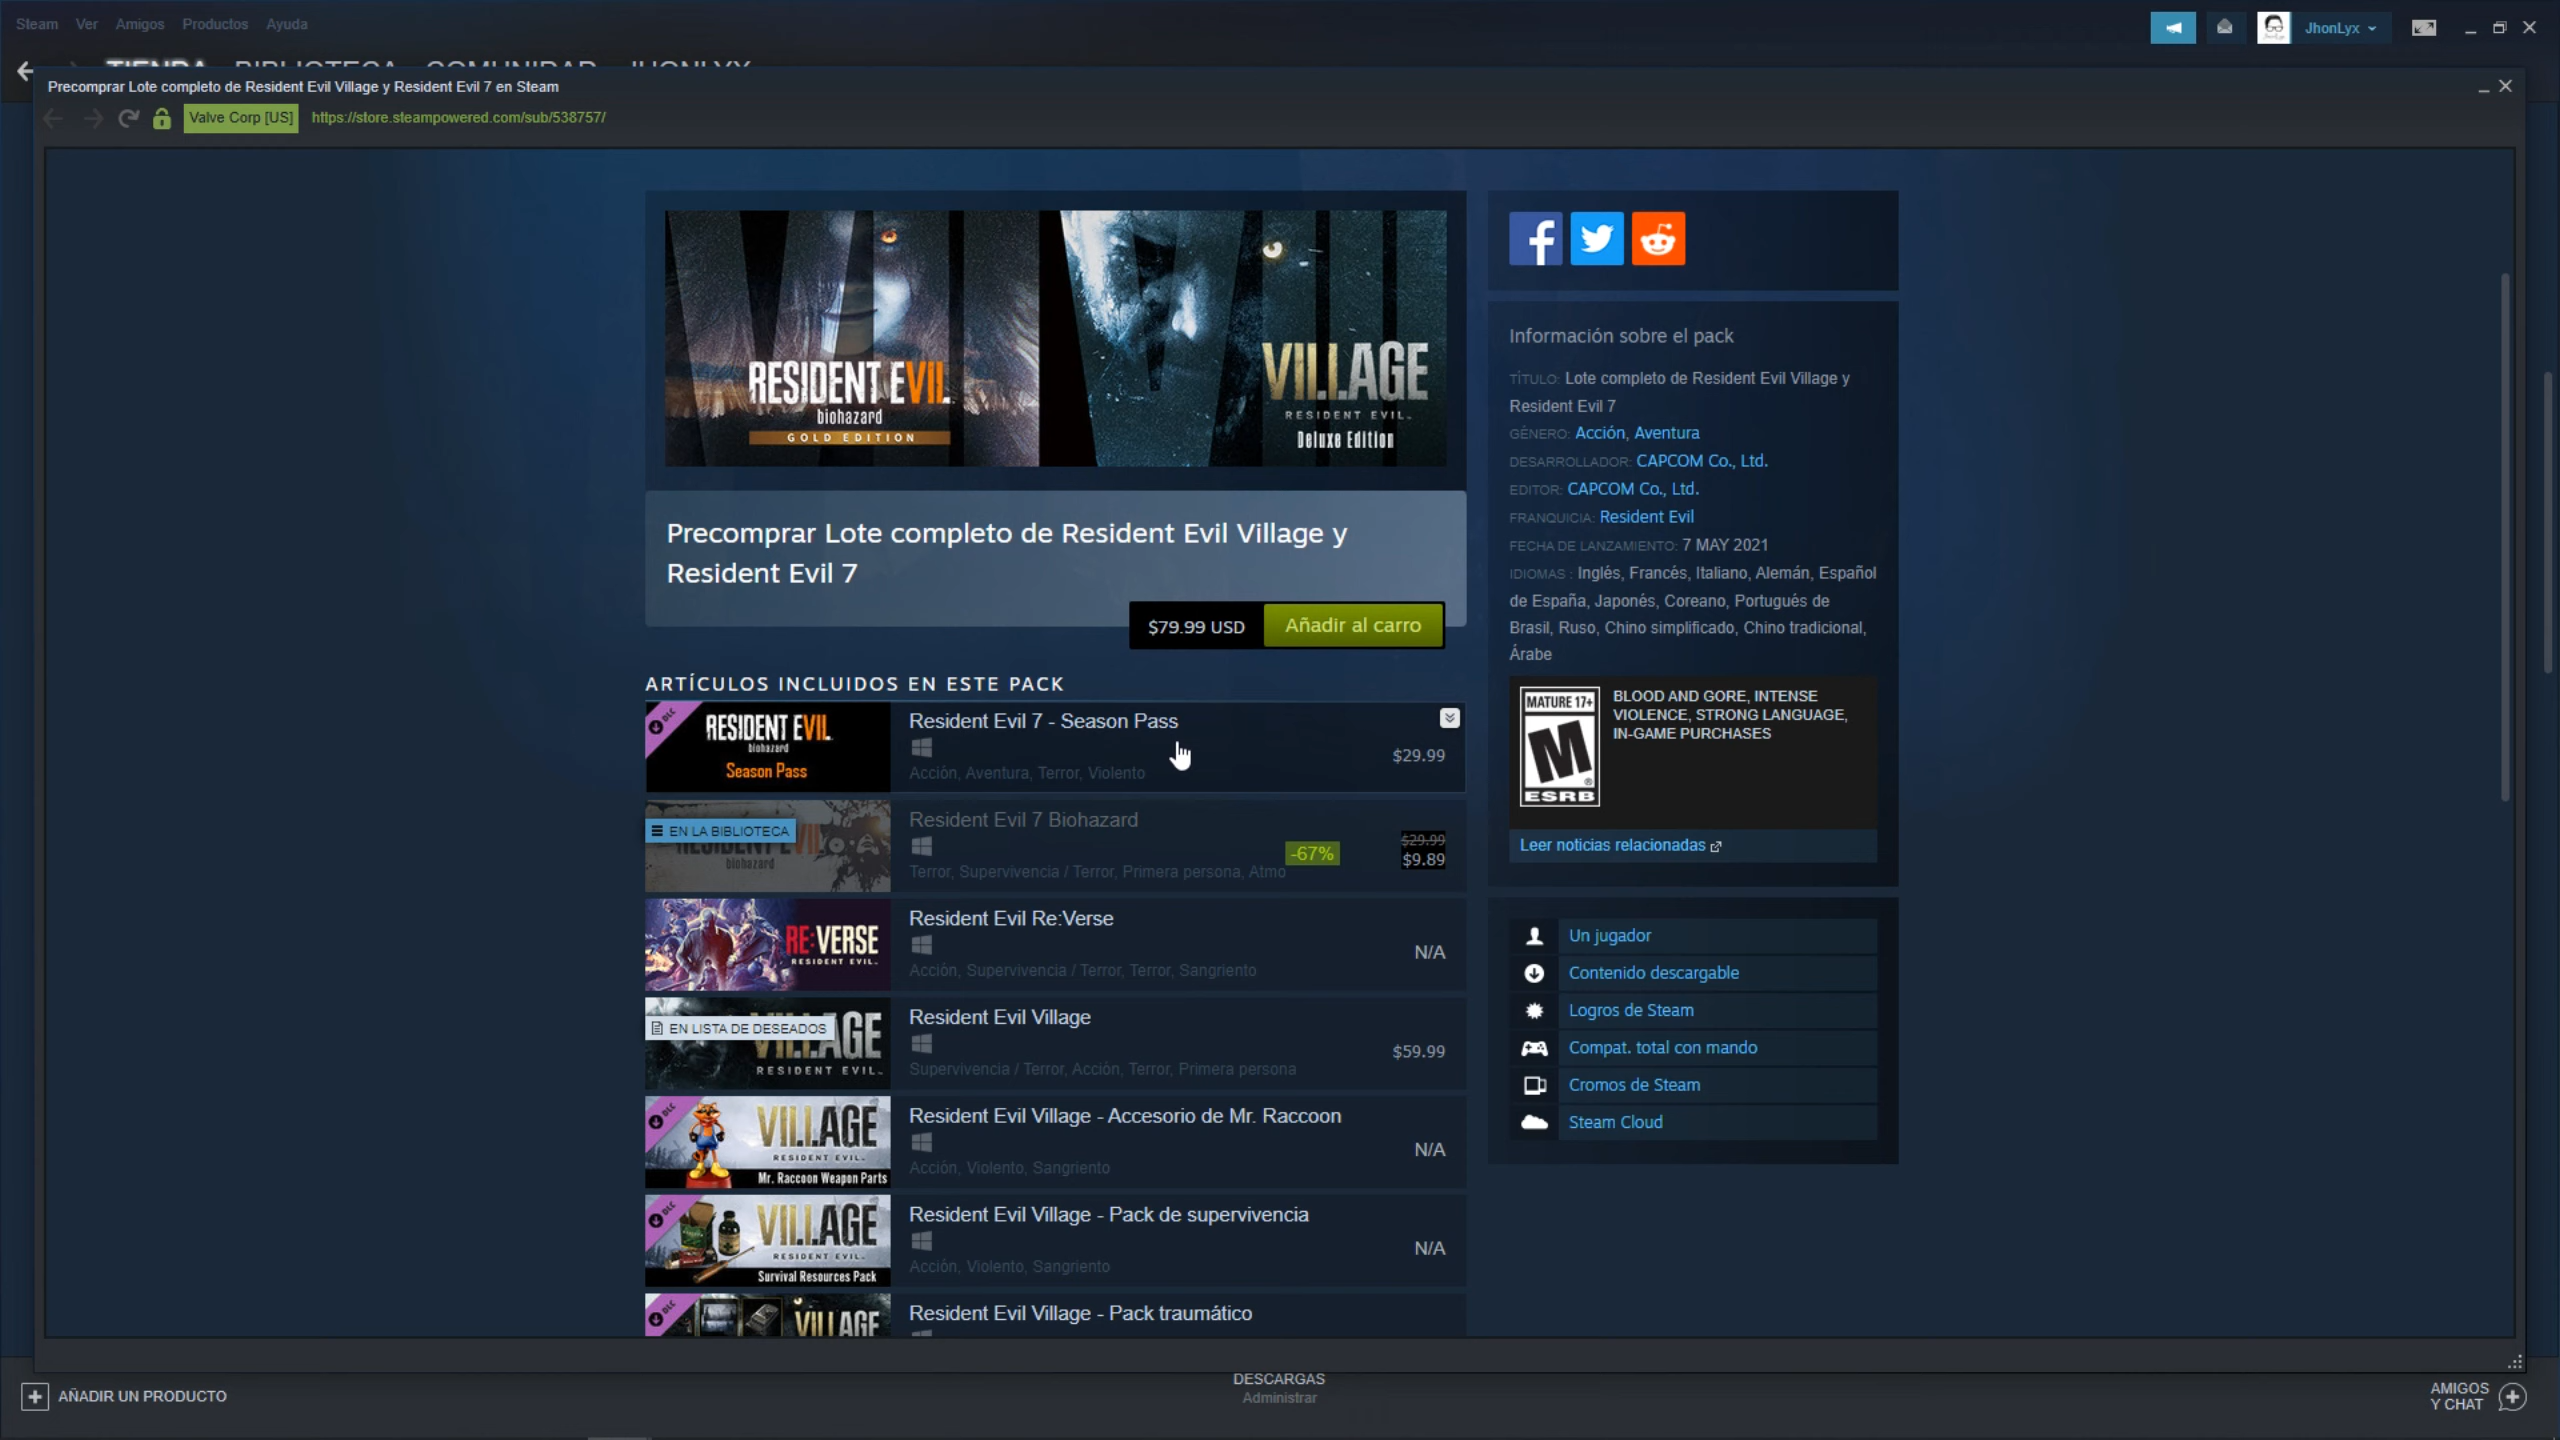 Steam Ver Amigos Productos Ayuda
JhonLyx
TIENDA BIBLIOTECA COMUNIDAD JHONLYX
Precomprar Lote completo de Resident Evil Village y Resident Evil 7 en Steam
Valve Corp [US] https://store.steampowered.com/sub/538757/
RESIDENT EVIL
biohazard
GOLD EDITION
VILLAGE
RESIDENT EVIL
Deluxe Edition
Precomprar Lote completo de Resident Evil Village y
Resident Evil 7
$79.99 USD Añadir al carro
ARTÍCULOS INCLUIDOS EN ESTE PACK
DLC
RESIDENT EVIL
biohazard
Season Pass
Resident Evil 7 - Season Pass
$29.99
Acción, Aventura, Terror, Violento
EN LA BIBLIOTECA
RESIDENT EVIL
biohazard
Resident Evil 7 Biohazard
-67%
$29.99
$9.89
Terror, Supervivencia / Terror, Primera persona, Atmo
RE:VERSE
RESIDENT EVIL
Resident Evil Re:Verse
N/A
Acción, Supervivencia / Terror, Terror, Sangriento
EN LISTA DE DESEADOS
VILLAGE
RESIDENT EVIL
Resident Evil Village
$59.99
Supervivencia / Terror, Acción, Terror, Primera persona
DLC
VILLAGE
RESIDENT EVIL
Mr. Raccoon Weapon Parts
Resident Evil Village - Accesorio de Mr. Raccoon
N/A
Acción, Violento, Sangriento
DLC
VILLAGE
RESIDENT EVIL
Survival Resources Pack
Resident Evil Village - Pack de supervivencia
N/A
Acción, Violento, Sangriento
DLC
VILLAGE
Resident Evil Village - Pack traumático
Información sobre el pack
TÍTULO: Lote completo de Resident Evil Village y
Resident Evil 7
GÉNERO: Acción, Aventura
DESARROLLADOR: CAPCOM Co., Ltd.
EDITOR: CAPCOM Co., Ltd.
FRANQUICIA: Resident Evil
FECHA DE LANZAMIENTO: 7 MAY 2021
IDIOMAS : Inglés, Francés, Italiano, Alemán, Español
de España, Japonés, Coreano, Portugués de
Brasil, Ruso, Chino simplificado, Chino tradicional,
Árabe
MATURE 17+
M
ESRB
BLOOD AND GORE, INTENSE
VIOLENCE, STRONG LANGUAGE,
IN-GAME PURCHASES
Leer noticias relacionadas
Un jugador
Contenido descargable
Logros de Steam
Compat. total con mando
Cromos de Steam
Steam Cloud
AÑADIR UN PRODUCTO
DESCARGAS
Administrar
AMIGOS
Y CHAT